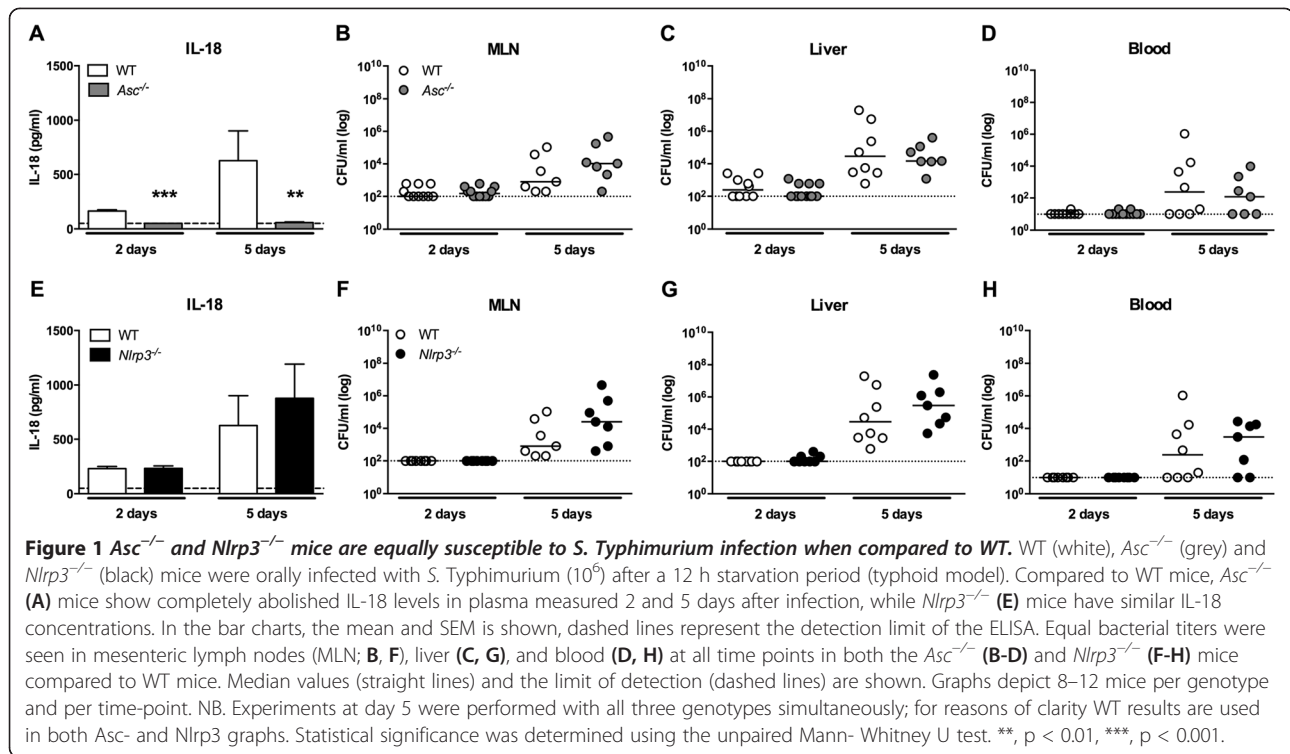 A
IL-18
WT
Asc-/-
IL-18 (pg/ml)
1500
1000
500
0
***
**
2 days
5 days
B
MLN
WT
Asc-/-
CFU/ml (log)
10^10
10^8
10^6
10^4
10^2
10^0
2 days
5 days
C
Liver
CFU/ml (log)
10^10
10^8
10^6
10^4
10^2
10^0
2 days
5 days
D
Blood
CFU/ml (log)
10^10
10^8
10^6
10^4
10^2
10^0
2 days
5 days
E
IL-18
WT
Nlrp3-/-
IL-18 (pg/ml)
1500
1000
500
0
2 days
5 days
F
MLN
WT
Nlrp3-/-
CFU/ml (log)
10^10
10^8
10^6
10^4
10^2
10^0
2 days
5 days
G
Liver
CFU/ml (log)
10^10
10^8
10^6
10^4
10^2
10^0
2 days
5 days
H
Blood
CFU/ml (log)
10^10
10^8
10^6
10^4
10^2
10^0
2 days
5 days
Figure 1 Asc−/− and Nlrp3−/− mice are equally susceptible to S. Typhimurium infection when compared to WT. WT (white), Asc−/− (grey) and
Nlrp3−/− (black) mice were orally infected with S. Typhimurium (10^6) after a 12 h starvation period (typhoid model). Compared to WT mice, Asc−/−
(A) mice show completely abolished IL-18 levels in plasma measured 2 and 5 days after infection, while Nlrp3−/− (E) mice have similar IL-18
concentrations. In the bar charts, the mean and SEM is shown, dashed lines represent the detection limit of the ELISA. Equal bacterial titers were
seen in mesenteric lymph nodes (MLN; B, F), liver (C, G), and blood (D, H) at all time points in both the Asc−/− (B-D) and Nlrp3−/− (F-H) mice
compared to WT mice. Median values (straight lines) and the limit of detection (dashed lines) are shown. Graphs depict 8–12 mice per genotype
and per time-point. NB. Experiments at day 5 were performed with all three genotypes simultaneously; for reasons of clarity WT results are used
in both Asc- and Nlrp3 graphs. Statistical significance was determined using the unpaired Mann- Whitney U test. **, p < 0.01, ***, p < 0.001.